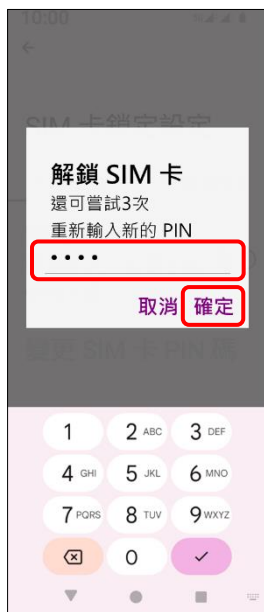 10:00
SIM 卡鎖定設定
解鎖 SIM 卡
還可嘗試3次
重新輸入新的 PIN
••••
取消 確定
變更 SIM 卡 PIN 碼
1 2 ABC 3 DEF
4 GHI 5 JKL 6 MNO
7 PQRS 8 TUV 9 WXYZ
0